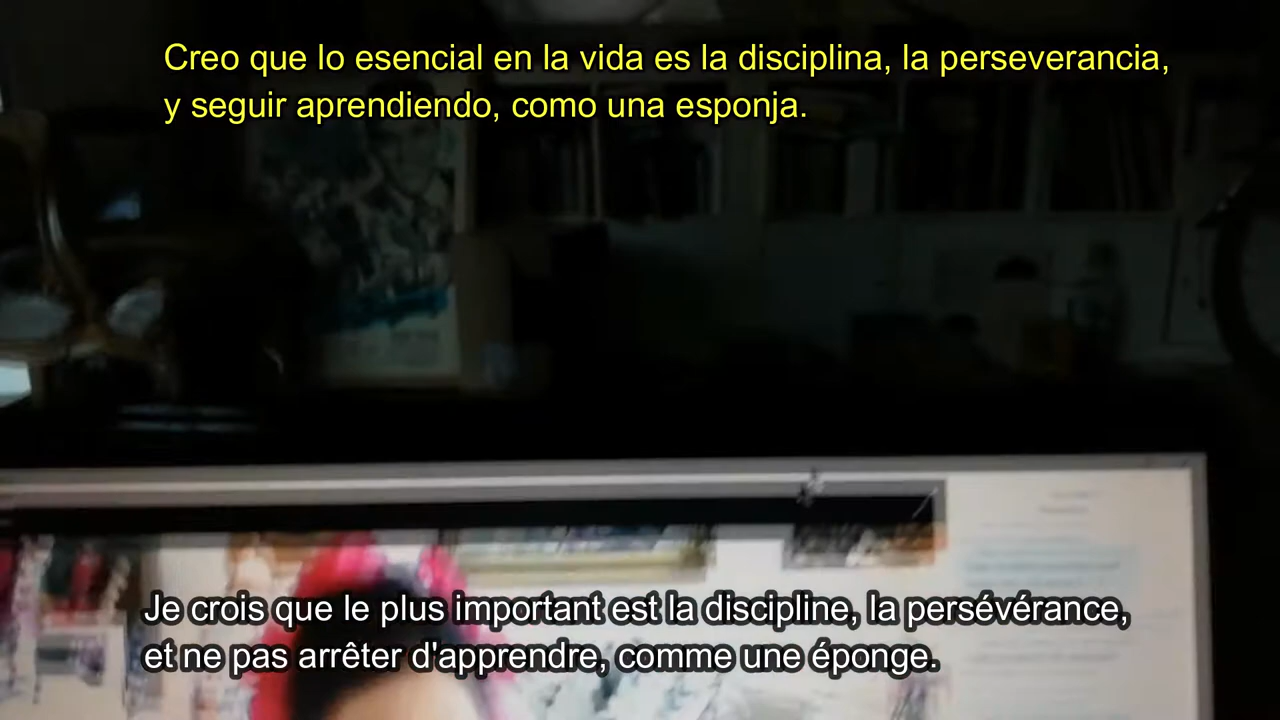 Creo que lo esencial en la vida es la disciplina, la perseverancia,
y seguir aprendiendo, como una esponja.
Je crois que le plus important est la discipline, la persévérance,
et ne pas arrêter d'apprendre, comme une éponge.